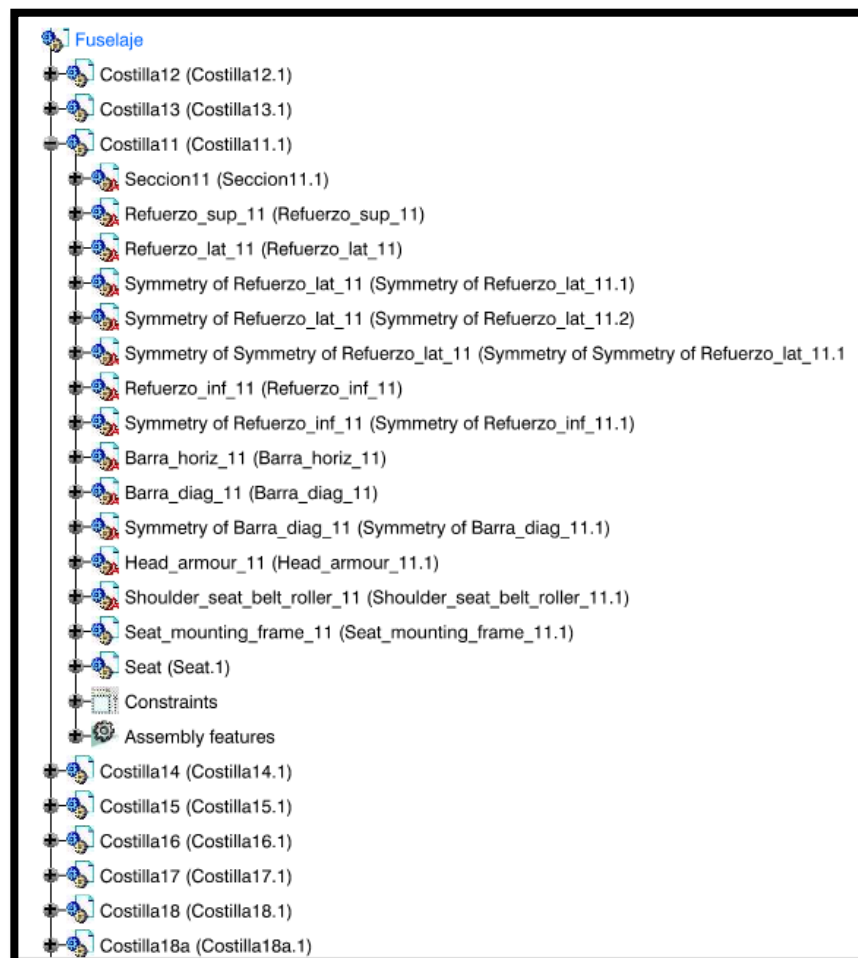 Fuselaje
Costilla12 (Costilla12.1)
Costilla13 (Costilla13.1)
Costilla11 (Costilla11.1)
Seccion11 (Seccion11.1)
Refuerzo_sup_11 (Refuerzo_sup_11)
Refuerzo_lat_11 (Refuerzo_lat_11)
Symmetry of Refuerzo_lat_11 (Symmetry of Refuerzo_lat_11.1)
Symmetry of Refuerzo_lat_11 (Symmetry of Refuerzo_lat_11.2)
Symmetry of Symmetry of Refuerzo_lat_11 (Symmetry of Symmetry of Refuerzo_lat_11.1
Refuerzo_inf_11 (Refuerzo_inf_11)
Symmetry of Refuerzo_inf_11 (Symmetry of Refuerzo_inf_11.1)
Barra_horiz_11 (Barra_horiz_11)
Barra_diag_11 (Barra_diag_11)
Symmetry of Barra_diag_11 (Symmetry of Barra_diag_11.1)
Head_armour_11 (Head_armour_11.1)
Shoulder_seat_belt_roller_11 (Shoulder_seat_belt_roller_11.1)
Seat_mounting_frame_11 (Seat_mounting_frame_11.1)
Seat (Seat.1)
Constraints
Assembly features
Costilla14 (Costilla14.1)
Costilla15 (Costilla15.1)
Costilla16 (Costilla16.1)
Costilla17 (Costilla17.1)
Costilla18 (Costilla18.1)
Costilla18a (Costilla18a.1)